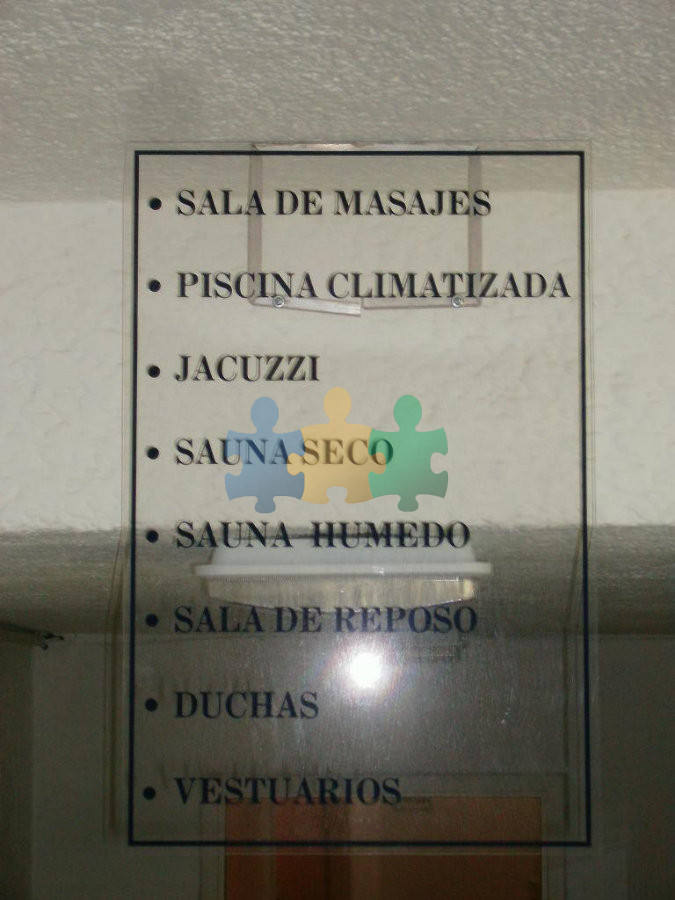 • SALA DE MASAJES
• PISCINA CLIMATIZADA
• JACUZZI
• SAUNA SECO
• SAUNA HUMEDO
• SALA DE REPOSO
• DUCHAS
• VESTUARIOS